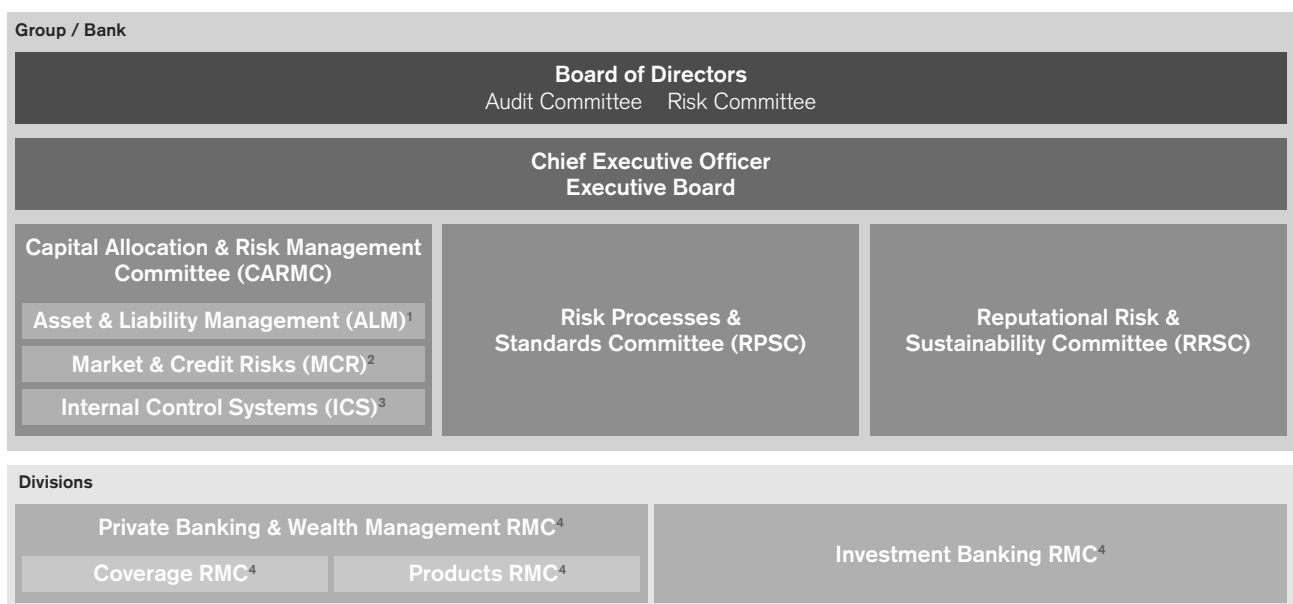 Group / Bank
Board of Directors
Audit Committee Risk Committee
Chief Executive Officer
Executive Board
Capital Allocation & Risk Management
Committee (CARMC)
Asset & Liability Management (ALM)¹
Market & Credit Risks (MCR)²
Internal Control Systems (ICS)³
Risk Processes &
Standards Committee (RPSC)
Reputational Risk &
Sustainability Committee (RRSC)
Divisions
Private Banking & Wealth Management RMC⁴
Coverage RMC⁴
Products RMC⁴
Investment Banking RMC⁴